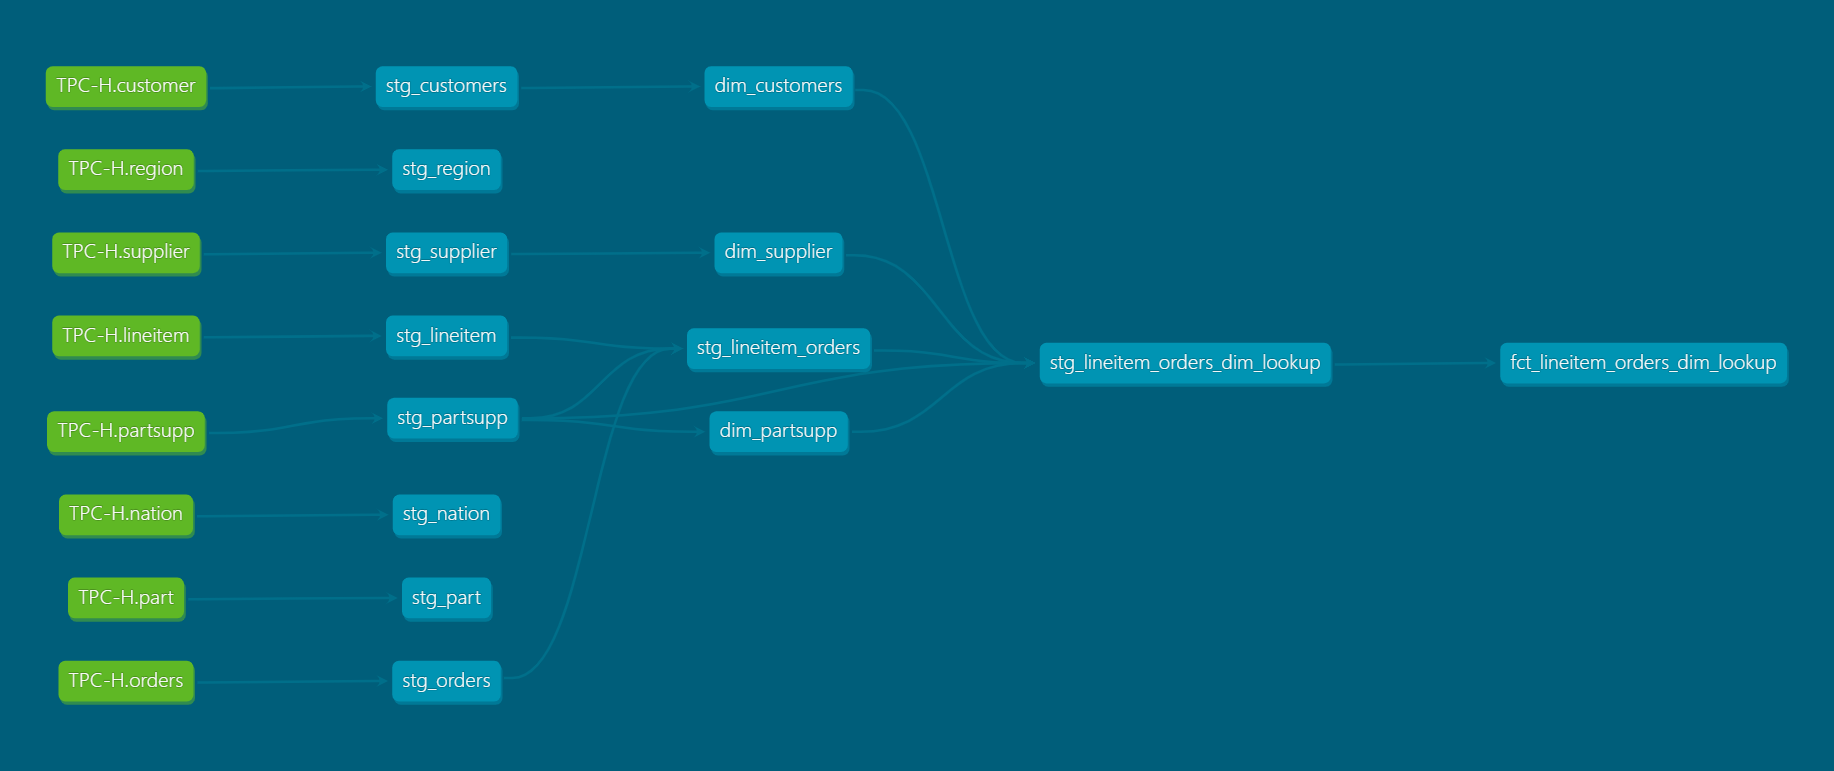 TPC-H.customer
stg_customers
dim_customers
TPC-H.region
stg_region
TPC-H.supplier
stg_supplier
dim_supplier
TPC-H.lineitem
stg_lineitem
stg_lineitem_orders
stg_lineitem_orders_dim_lookup
fct_lineitem_orders_dim_lookup
TPC-H.partsupp
stg_partsupp
dim_partsupp
TPC-H.nation
stg_nation
TPC-H.part
stg_part
TPC-H.orders
stg_orders